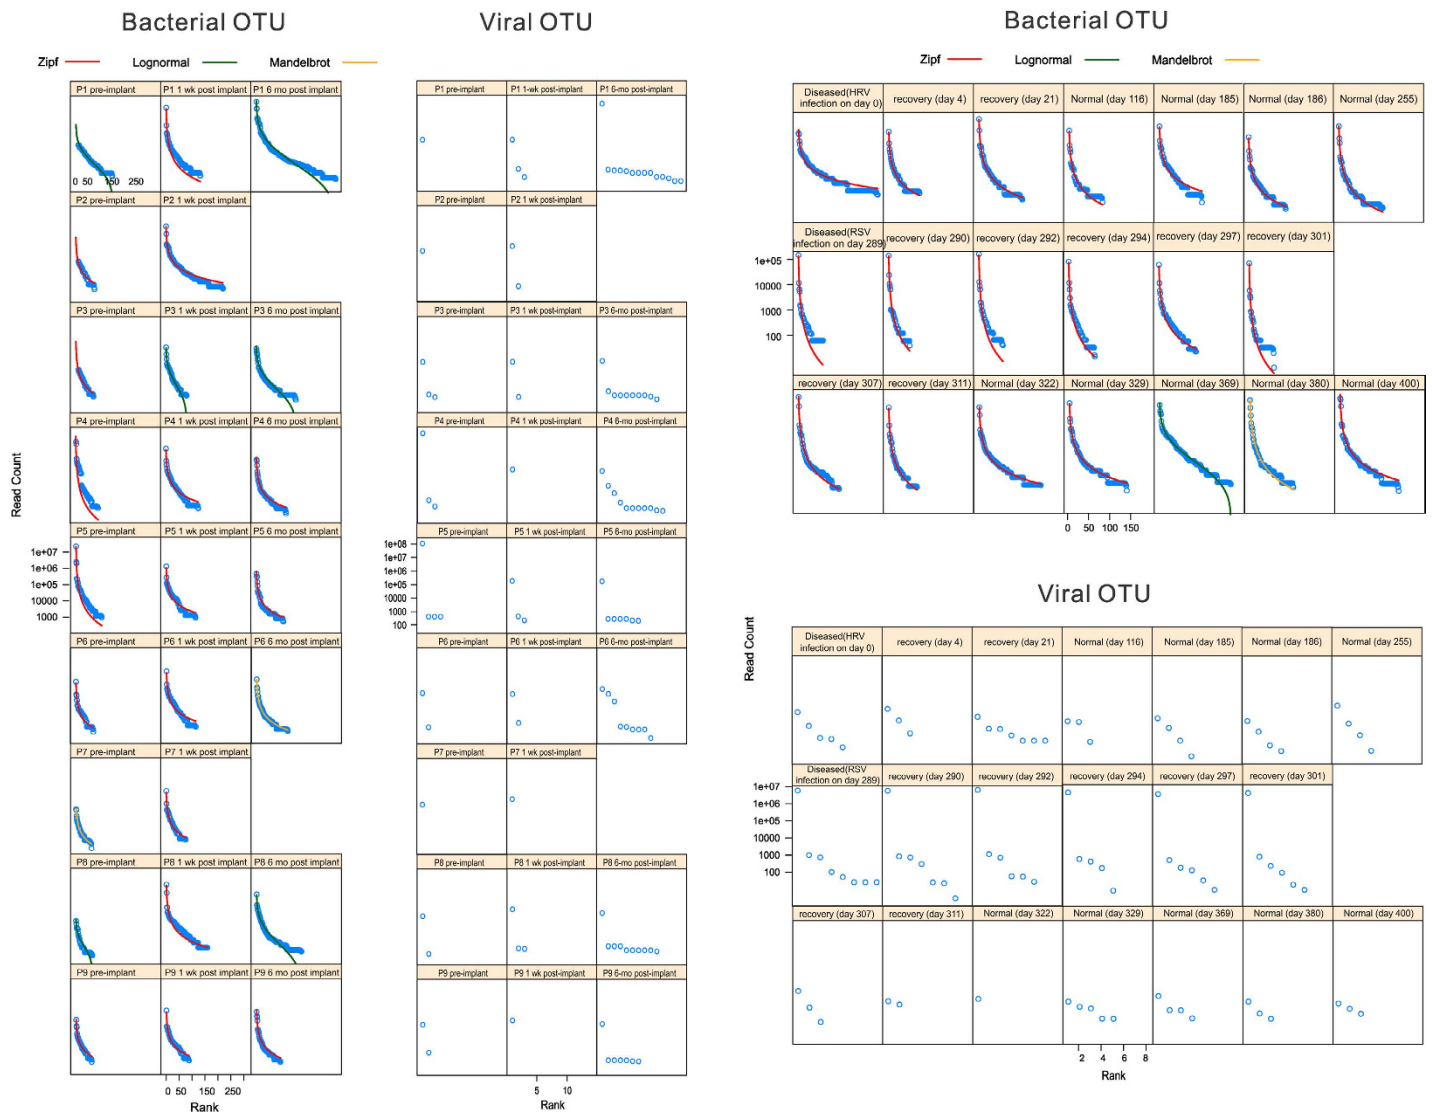 Bacterial OTU
Viral OTU
Zipf
Lognormal
Mandelbrot
P1 pre-implant
P1 1 wk post implant
P1 6 mo post implant
0 50 150 250
P2 pre-implant
P2 1 wk post implant
P3 pre-implant
P3 1 wk post implant
P3 6 mo post implant
P4 pre-implant
P4 1 wk post implant
P4 6 mo post implant
Read Count
P5 pre-implant
P5 1 wk post implant
P5 6 mo post implant
1e+07
1e+06
1e+05
10000
1000
P6 pre-implant
P6 1 wk post implant
P6 6 mo post implant
P7 pre-implant
P7 1 wk post implant
P8 pre-implant
P8 1 wk post implant
P8 6 mo post implant
P9 pre-implant
P9 1 wk post implant
P9 6 mo post implant
0 50 150 250
Rank
P1 pre-implant
P1 1-wk post-implant
P1 6-mo post-implant
P2 pre-implant
P2 1 wk post-implant
P3 pre-implant
P3 1 wk post-implant
P3 6-mo post-implant
P4 pre-implant
P4 1 wk post-implant
P4 6-mo post-implant
P5 pre-implant
P5 1 wk post-implant
P5 6-mo post-implant
1e+08
1e+07
1e+06
1e+05
10000
1000
100
P6 pre-implant
P6 1 wk post-implant
P6 6-mo post-implant
P7 pre-implant
P7 1 wk post-implant
P8 pre-implant
P8 1 wk post-implant
P8 6-mo post-implant
P9 pre-implant
P9 1 wk post-implant
P9 6-mo post-implant
5 10
Rank
Bacterial OTU
Zipf
Lognormal
Mandelbrot
Diseased(HRV
infection on day 0)
recovery (day 4)
recovery (day 21)
Normal (day 116)
Normal (day 185)
Normal (day 186)
Normal (day 255)
Diseased(RSV
infection on day 289)
recovery (day 290)
recovery (day 292)
recovery (day 294)
recovery (day 297)
recovery (day 301)
1e+05
10000
1000
100
recovery (day 307)
recovery (day 311)
Normal (day 322)
Normal (day 329)
Normal (day 369)
Normal (day 380)
Normal (day 400)
0 50 100 150
Viral OTU
Read Count
Diseased(HRV
infection on day 0)
recovery (day 4)
recovery (day 21)
Normal (day 116)
Normal (day 185)
Normal (day 186)
Normal (day 255)
Diseased(RSV
infection on day 289)
recovery (day 290)
recovery (day 292)
recovery (day 294)
recovery (day 297)
recovery (day 301)
1e+07
1e+06
1e+05
10000
1000
100
recovery (day 307)
recovery (day 311)
Normal (day 322)
Normal (day 329)
Normal (day 369)
Normal (day 380)
Normal (day 400)
2 4 6 8
Rank